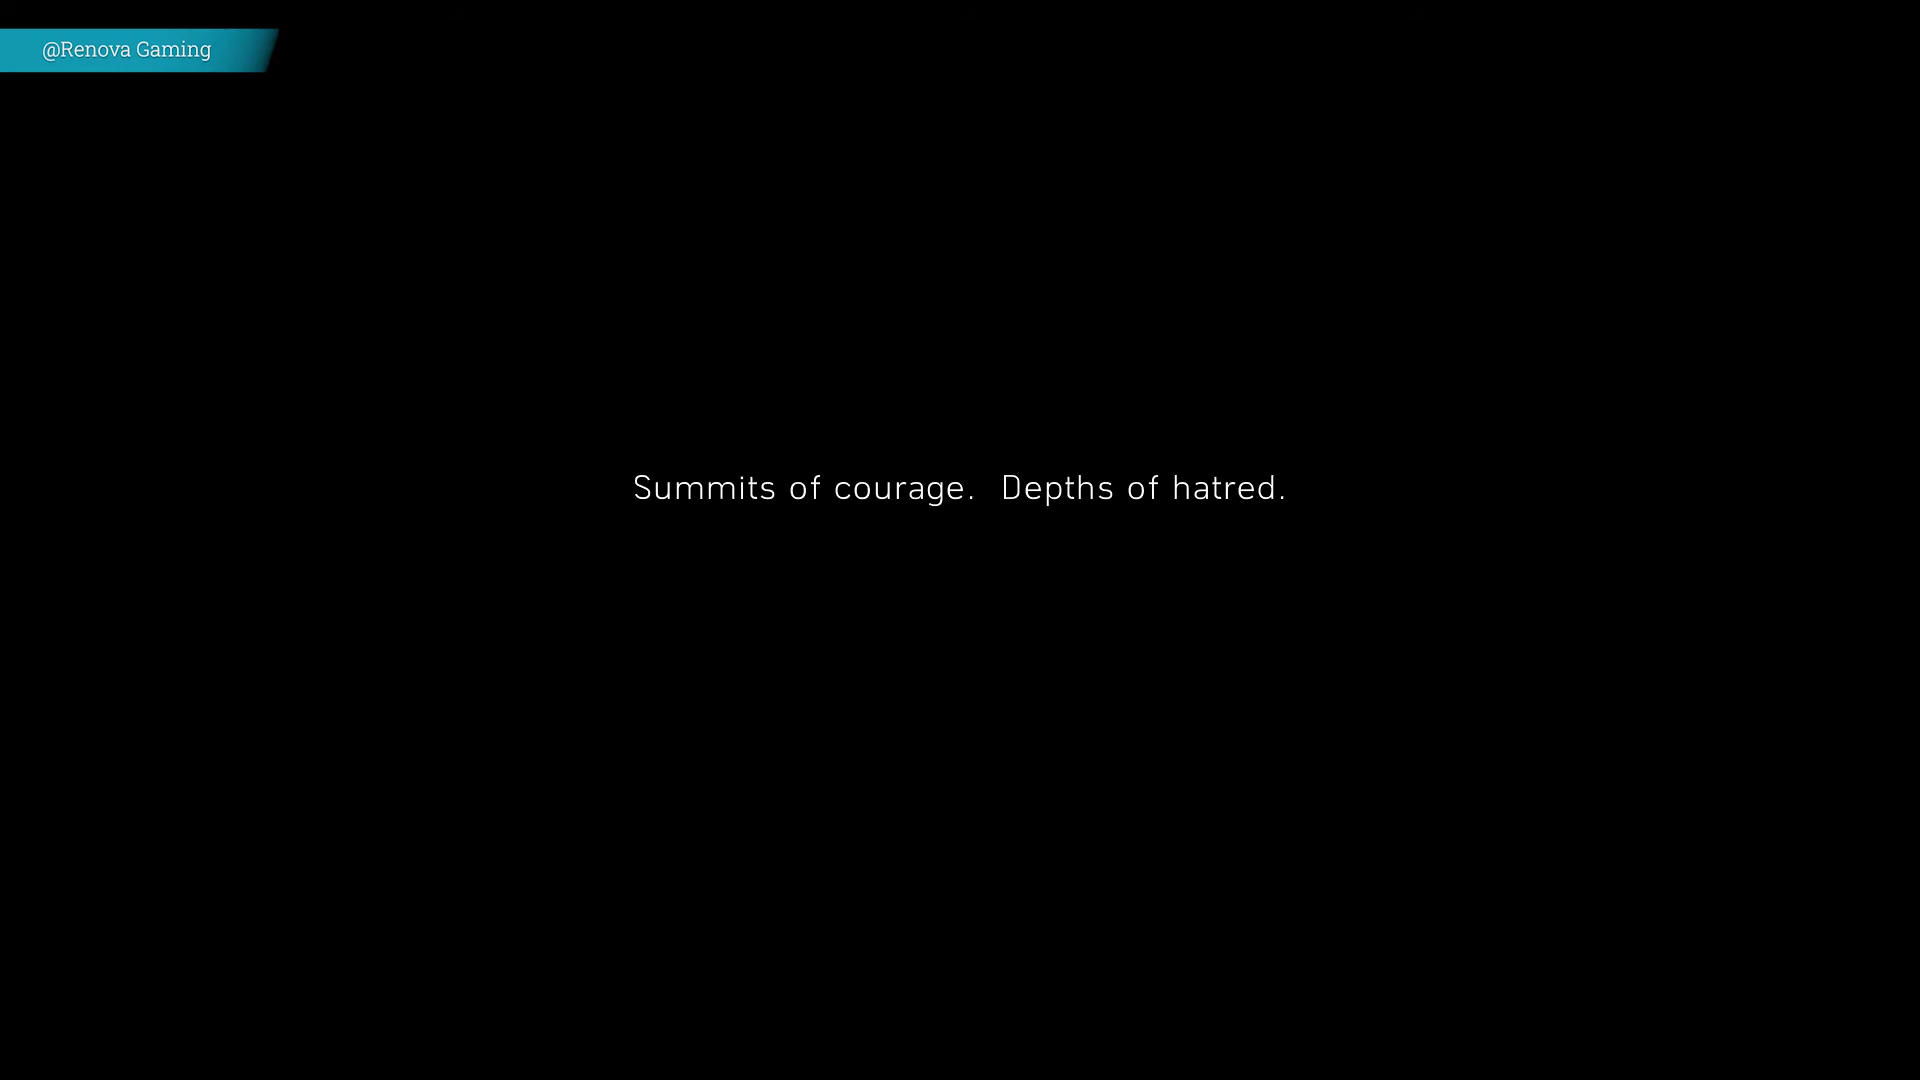 @Renova Gaming
Summits of courage.  Depths of hatred.